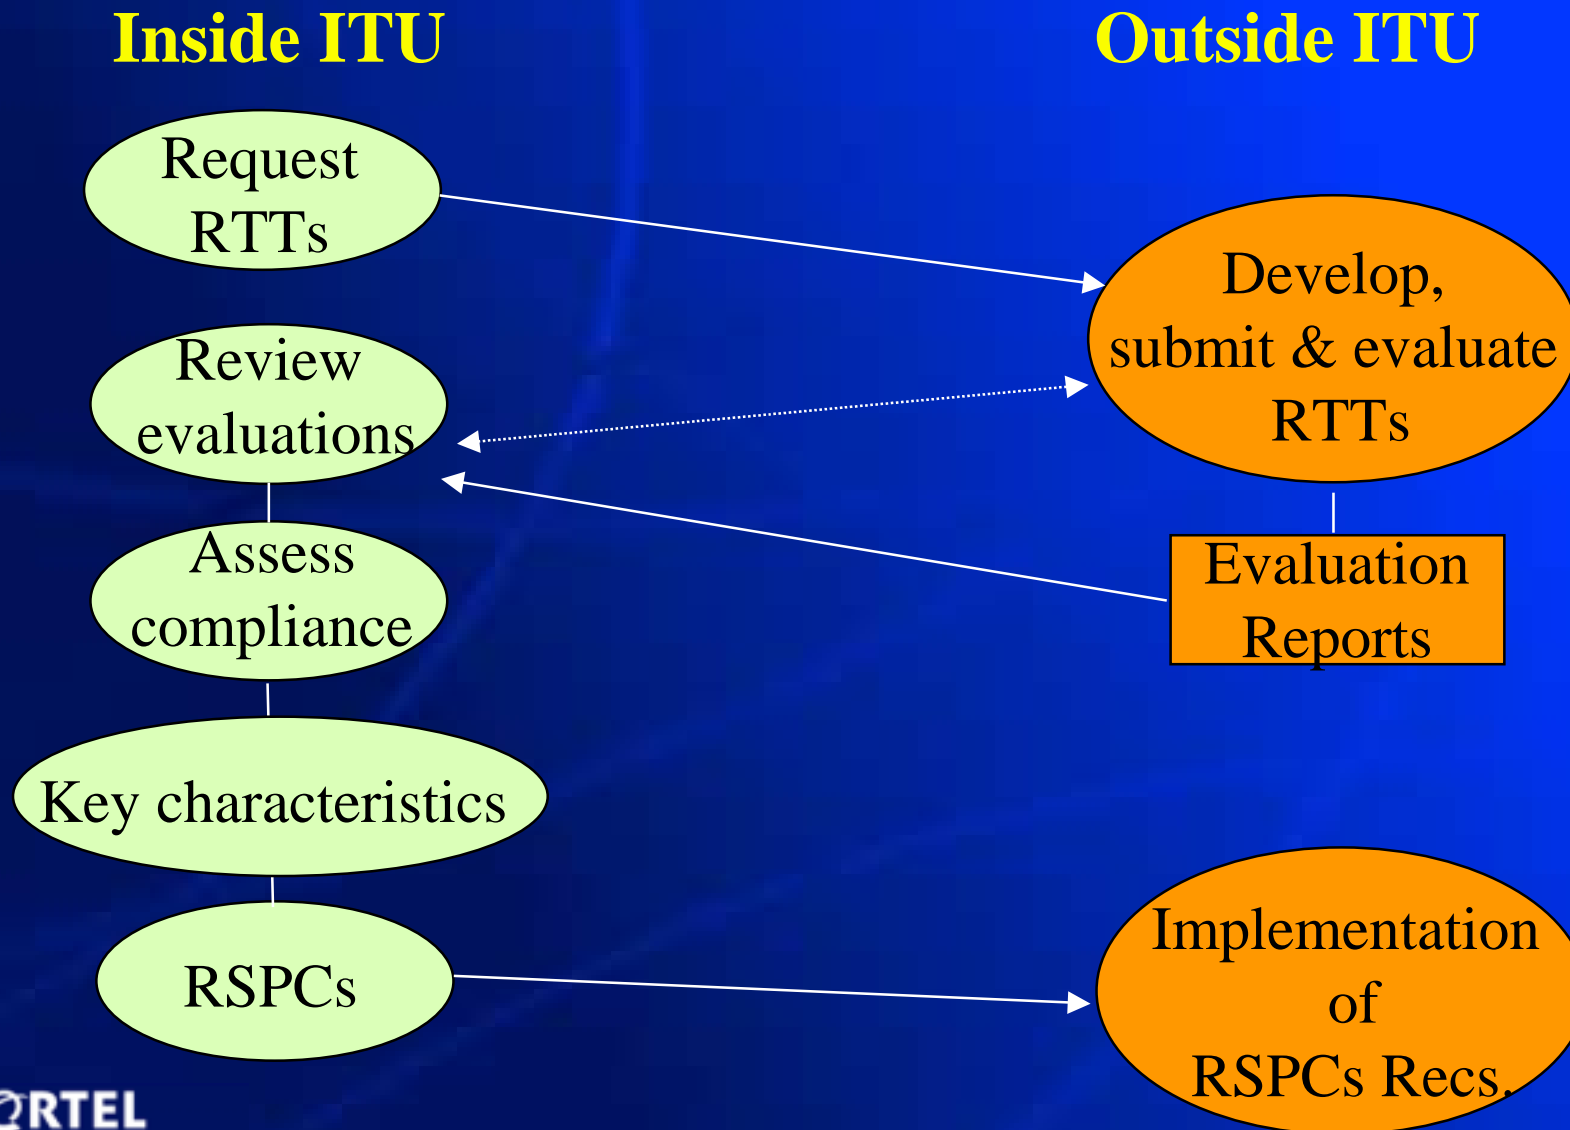 Inside ITU
Outside ITU
Request
RTTs
Develop,
submit & evaluate
RTTs
Review
evaluations
Assess
compliance
Evaluation
Reports
Key characteristics
RSPCs
Implementation
of
RSPCs Recs.
RTEL